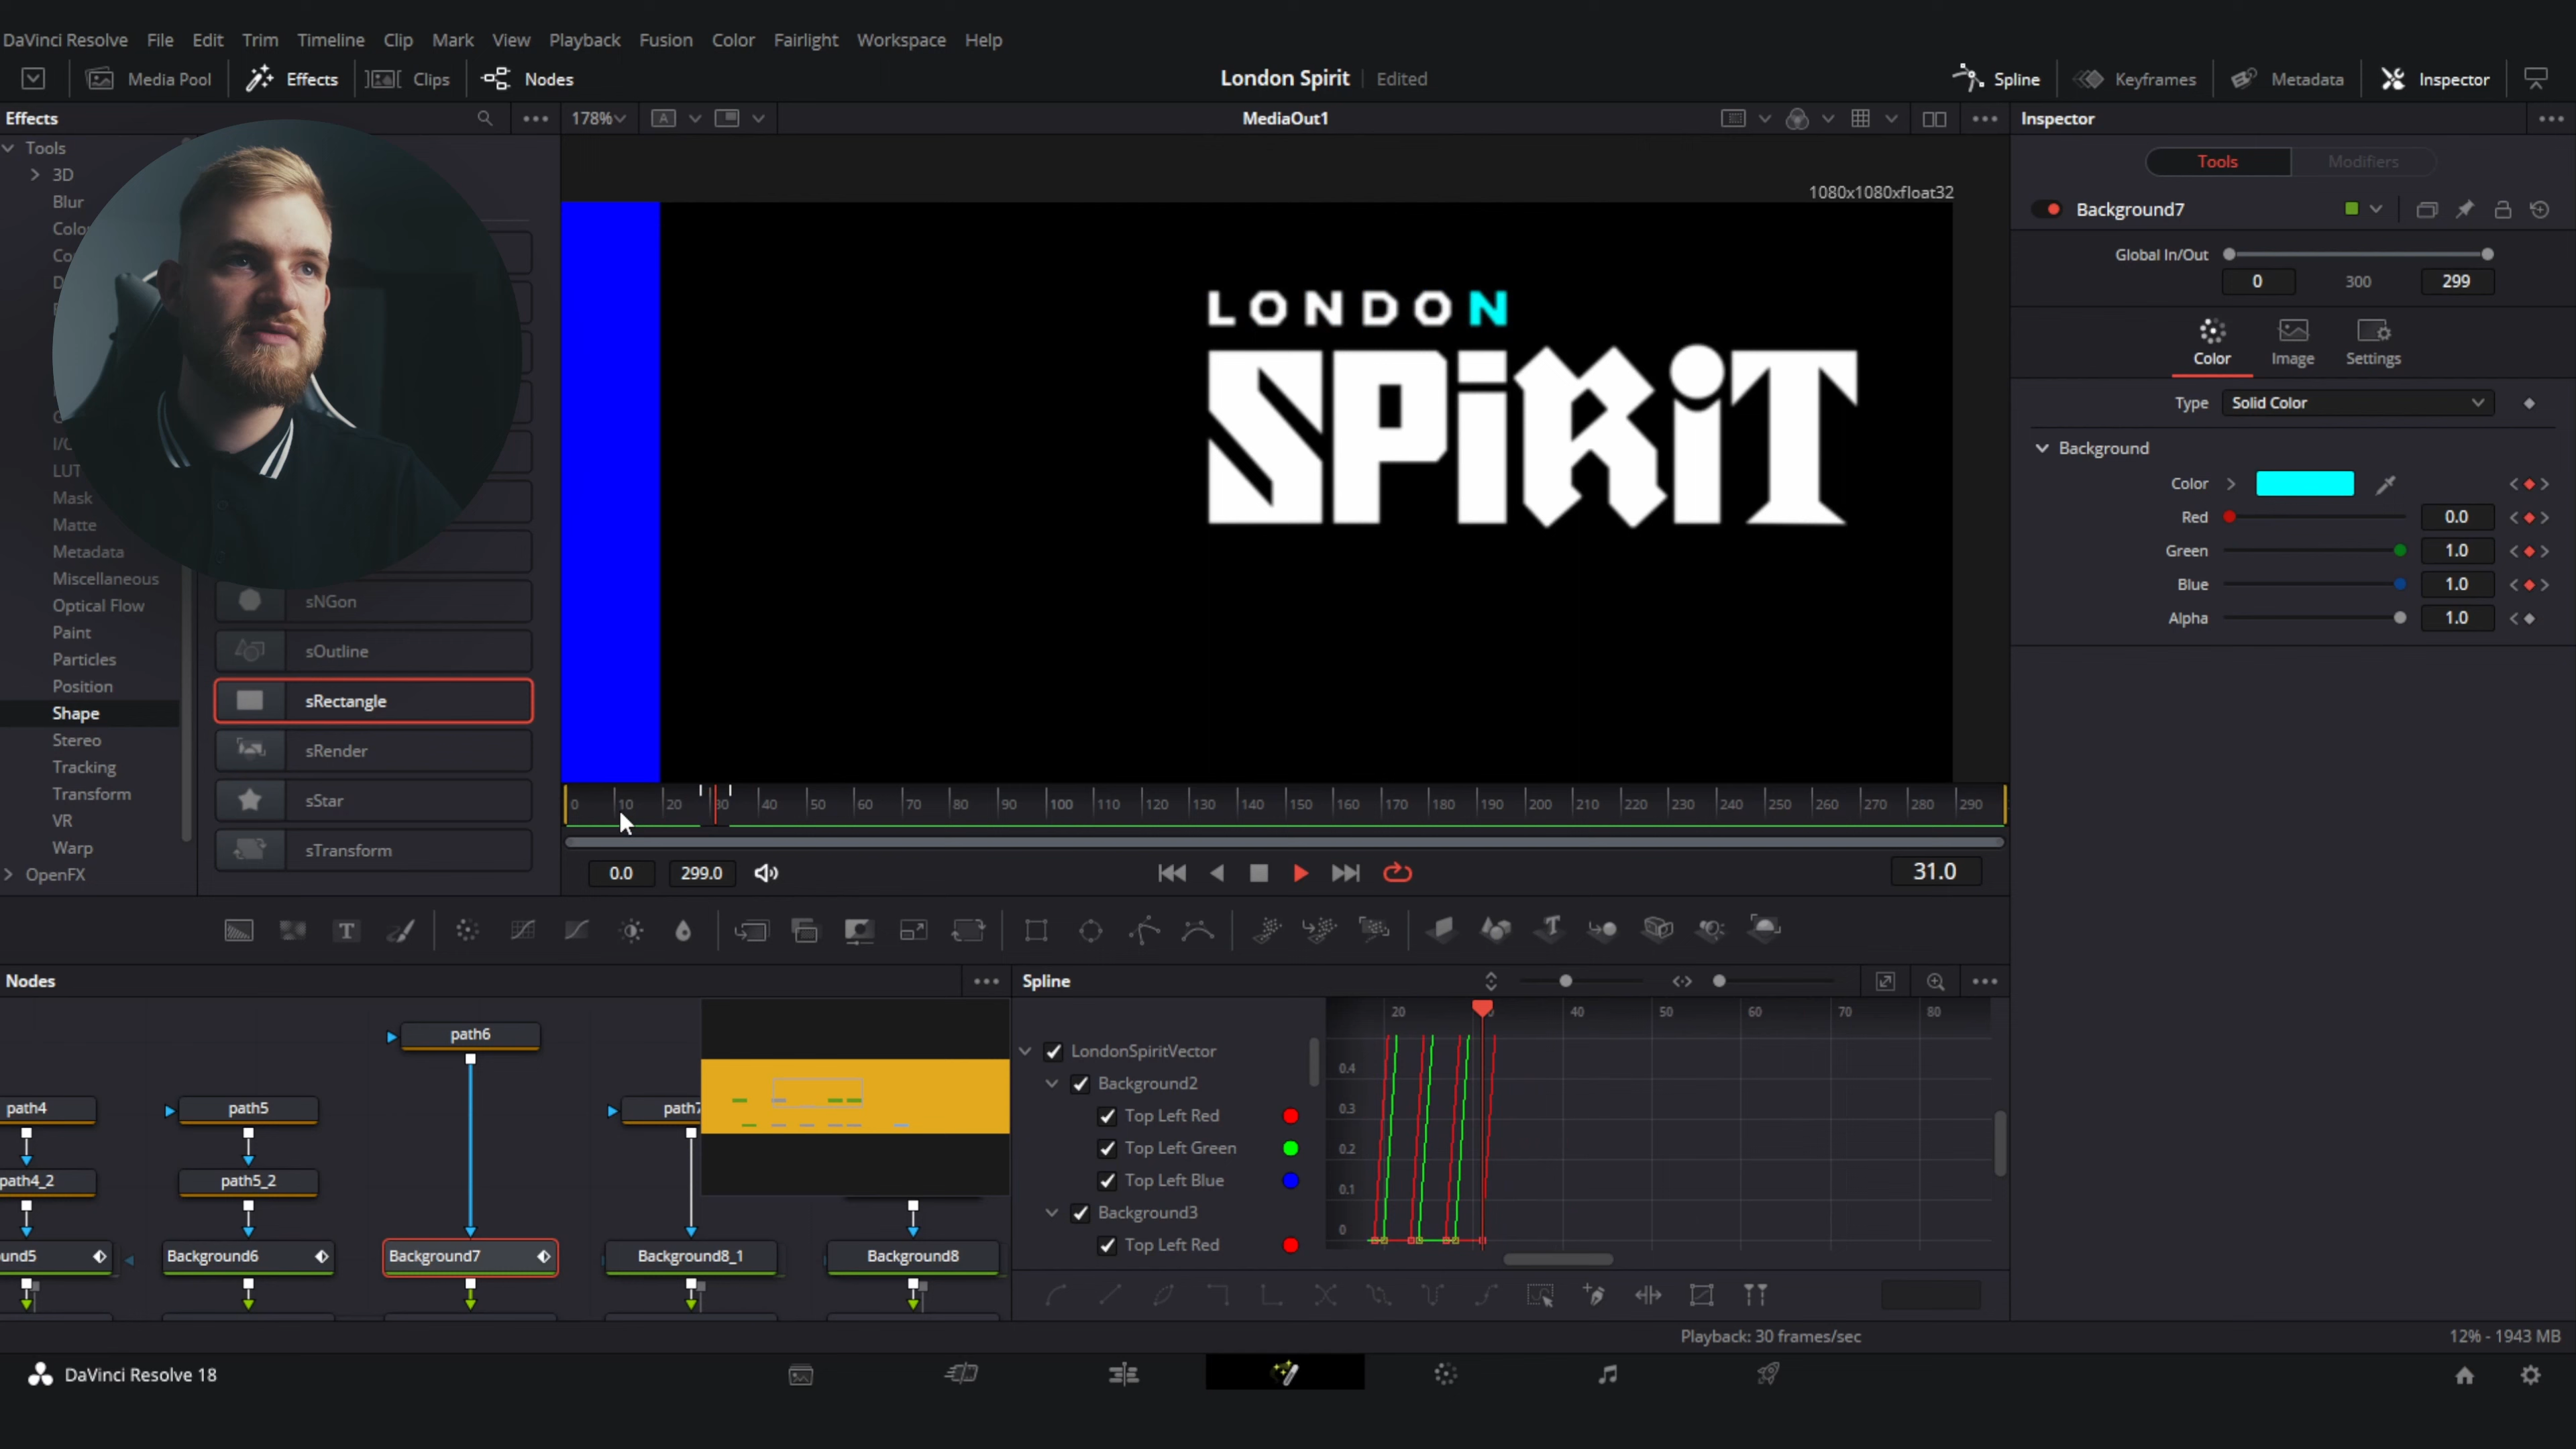 DaVinci Resolve File Edit Trim Timeline Clip Mark View Playback Fusion Color Fairlight Workspace Help
Media Pool Effects Clips Nodes London Spirit Edited Spline Keyframes Metadata Inspector
Effects 178% A MediaOut1 Inspector
Tools
3D
Blur
LUT
Mask
Matte
Metadata
Miscellaneous
Optical Flow
Paint
Particles
Position
Shape
Stereo
Tracking
Transform
VR
Warp
OpenFX
sNGon
sOutline
sRectangle
sRender
sStar
sTransform
1080x1080xfloat32
LONDON
SPiRiT
0 10 20 30 40 50 60 70 80 90 100 110 120 130 140 150 160 170 180 190 200 210 220 230 240 250 260 270 280 290
0.0 299.0 31.0
Tools Modifiers
Background7
Global In/Out
0 300 299
Color Image Settings
Type Solid Color
Background
Color
Red 0.0
Green 1.0
Blue 1.0
Alpha 1.0
T
Nodes
path6
path4 path5 path7
path4_2 path5_2
und5 Background6 Background7 Background8_1 Background8
Spline
LondonSpiritVector
Background2
Top Left Red
Top Left Green
Top Left Blue
Background3
Top Left Red
20 40 50 60 70 80
0.4
0.3
0.2
0.1
0
Playback: 30 frames/sec 12% - 1943 MB
DaVinci Resolve 18